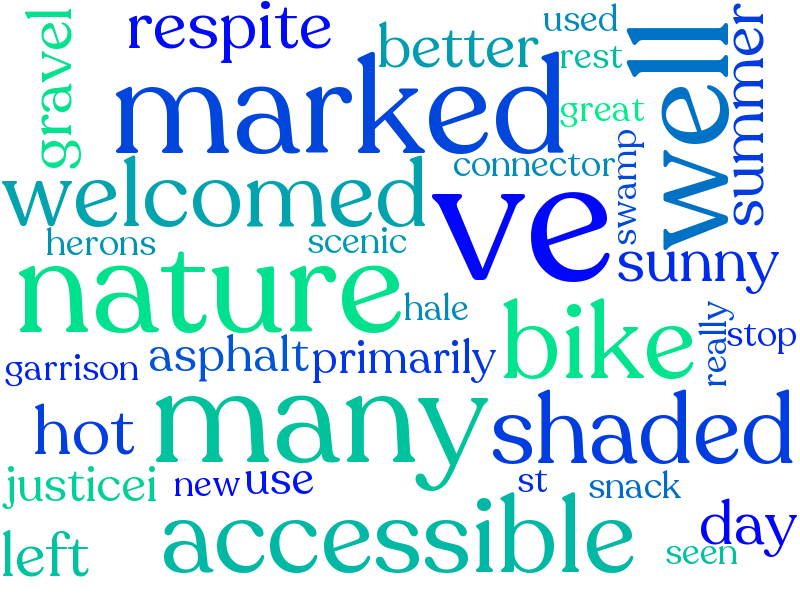 gravel
respite
better
used
rest
well
summer
marked
great
connector
swamp
welcomed
ve
herons
scenic
sunny
nature
hale
bike
really
stop
garrison
asphalt
primarily
hot
many
shaded
justicei
new
use
st
snack
left
accessible
day
seen